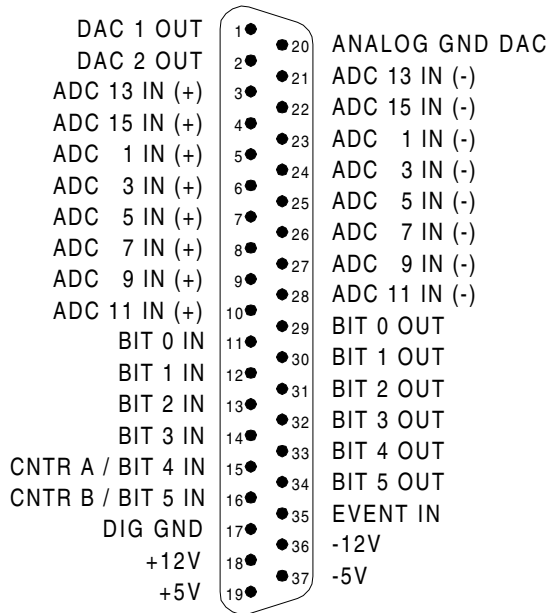 DAC 1 OUT 1
DAC 2 OUT 2
ADC 13 IN (+) 3
ADC 15 IN (+) 4
ADC 1 IN (+) 5
ADC 3 IN (+) 6
ADC 5 IN (+) 7
ADC 7 IN (+) 8
ADC 9 IN (+) 9
ADC 11 IN (+) 10
BIT 0 IN 11
BIT 1 IN 12
BIT 2 IN 13
BIT 3 IN 14
CNTR A / BIT 4 IN 15
CNTR B / BIT 5 IN 16
DIG GND 17
+12V 18
+5V 19
20 ANALOG GND DAC
21 ADC 13 IN (-)
22 ADC 15 IN (-)
23 ADC 1 IN (-)
24 ADC 3 IN (-)
25 ADC 5 IN (-)
26 ADC 7 IN (-)
27 ADC 9 IN (-)
28 ADC 11 IN (-)
29 BIT 0 OUT
30 BIT 1 OUT
31 BIT 2 OUT
32 BIT 3 OUT
33 BIT 4 OUT
34 BIT 5 OUT
35 EVENT IN
36 -12V
37 -5V